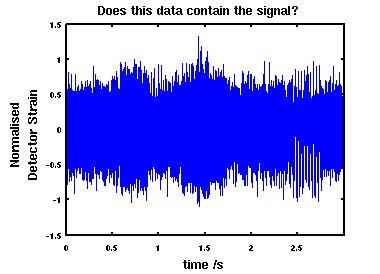 Does this data contain the signal?
1.5
1
0.5
0
-0.5
-1
-1.5
Normalised
Detector Strain
0 0.5 1 1.5 2 2.5
time /s